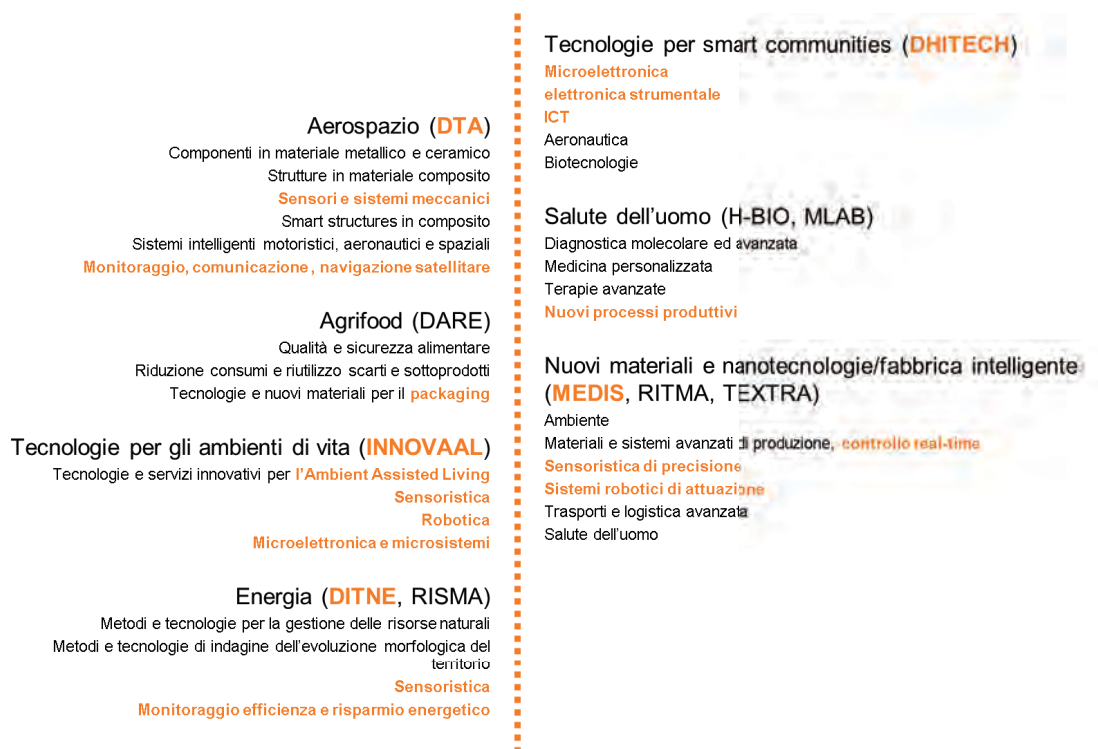 Aerospazio (DTA)
Componenti in materiale metallico e ceramico
Strutture in materiale composito
Sensori e sistemi meccanici
Smart structures in composito
Sistemi intelligenti motoristici, aeronautici e spaziali
Monitoraggio, comunicazione , navigazione satellitare
Agrifood (DARE)
Qualità e sicurezza alimentare
Riduzione consumi e riutilizzo scarti e sottoprodotti
Tecnologie e nuovi materiali per il packaging
Tecnologie per gli ambienti di vita (INNOVAAL)
Tecnologie e servizi innovativi per l'Ambient Assisted Living
Sensoristica
Robotica
Microelettronica e microsistemi
Energia (DITNE, RISMA)
Metodi e tecnologie per la gestione delle risorse naturali
Metodi e tecnologie di indagine dell'evoluzione morfologica del
territorio
Sensoristica
Monitoraggio efficienza e risparmio energetico
Tecnologie per smart communities (DHITECH)
Microelettronica
elettronica strumentale
ICT
Aeronautica
Biotecnologie
Salute dell'uomo (H-BIO, MLAB)
Diagnostica molecolare ed avanzata
Medicina personalizzata
Terapie avanzate
Nuovi processi produttivi
Nuovi materiali e nanotecnologie/fabbrica intelligente
(MEDIS, RITMA, TEXTRA)
Ambiente
Materiali e sistemi avanzati di produzione, controllo real-time
Sensoristica di precisione
Sistemi robotici di attuazione
Trasporti e logistica avanzata
Salute dell'uomo